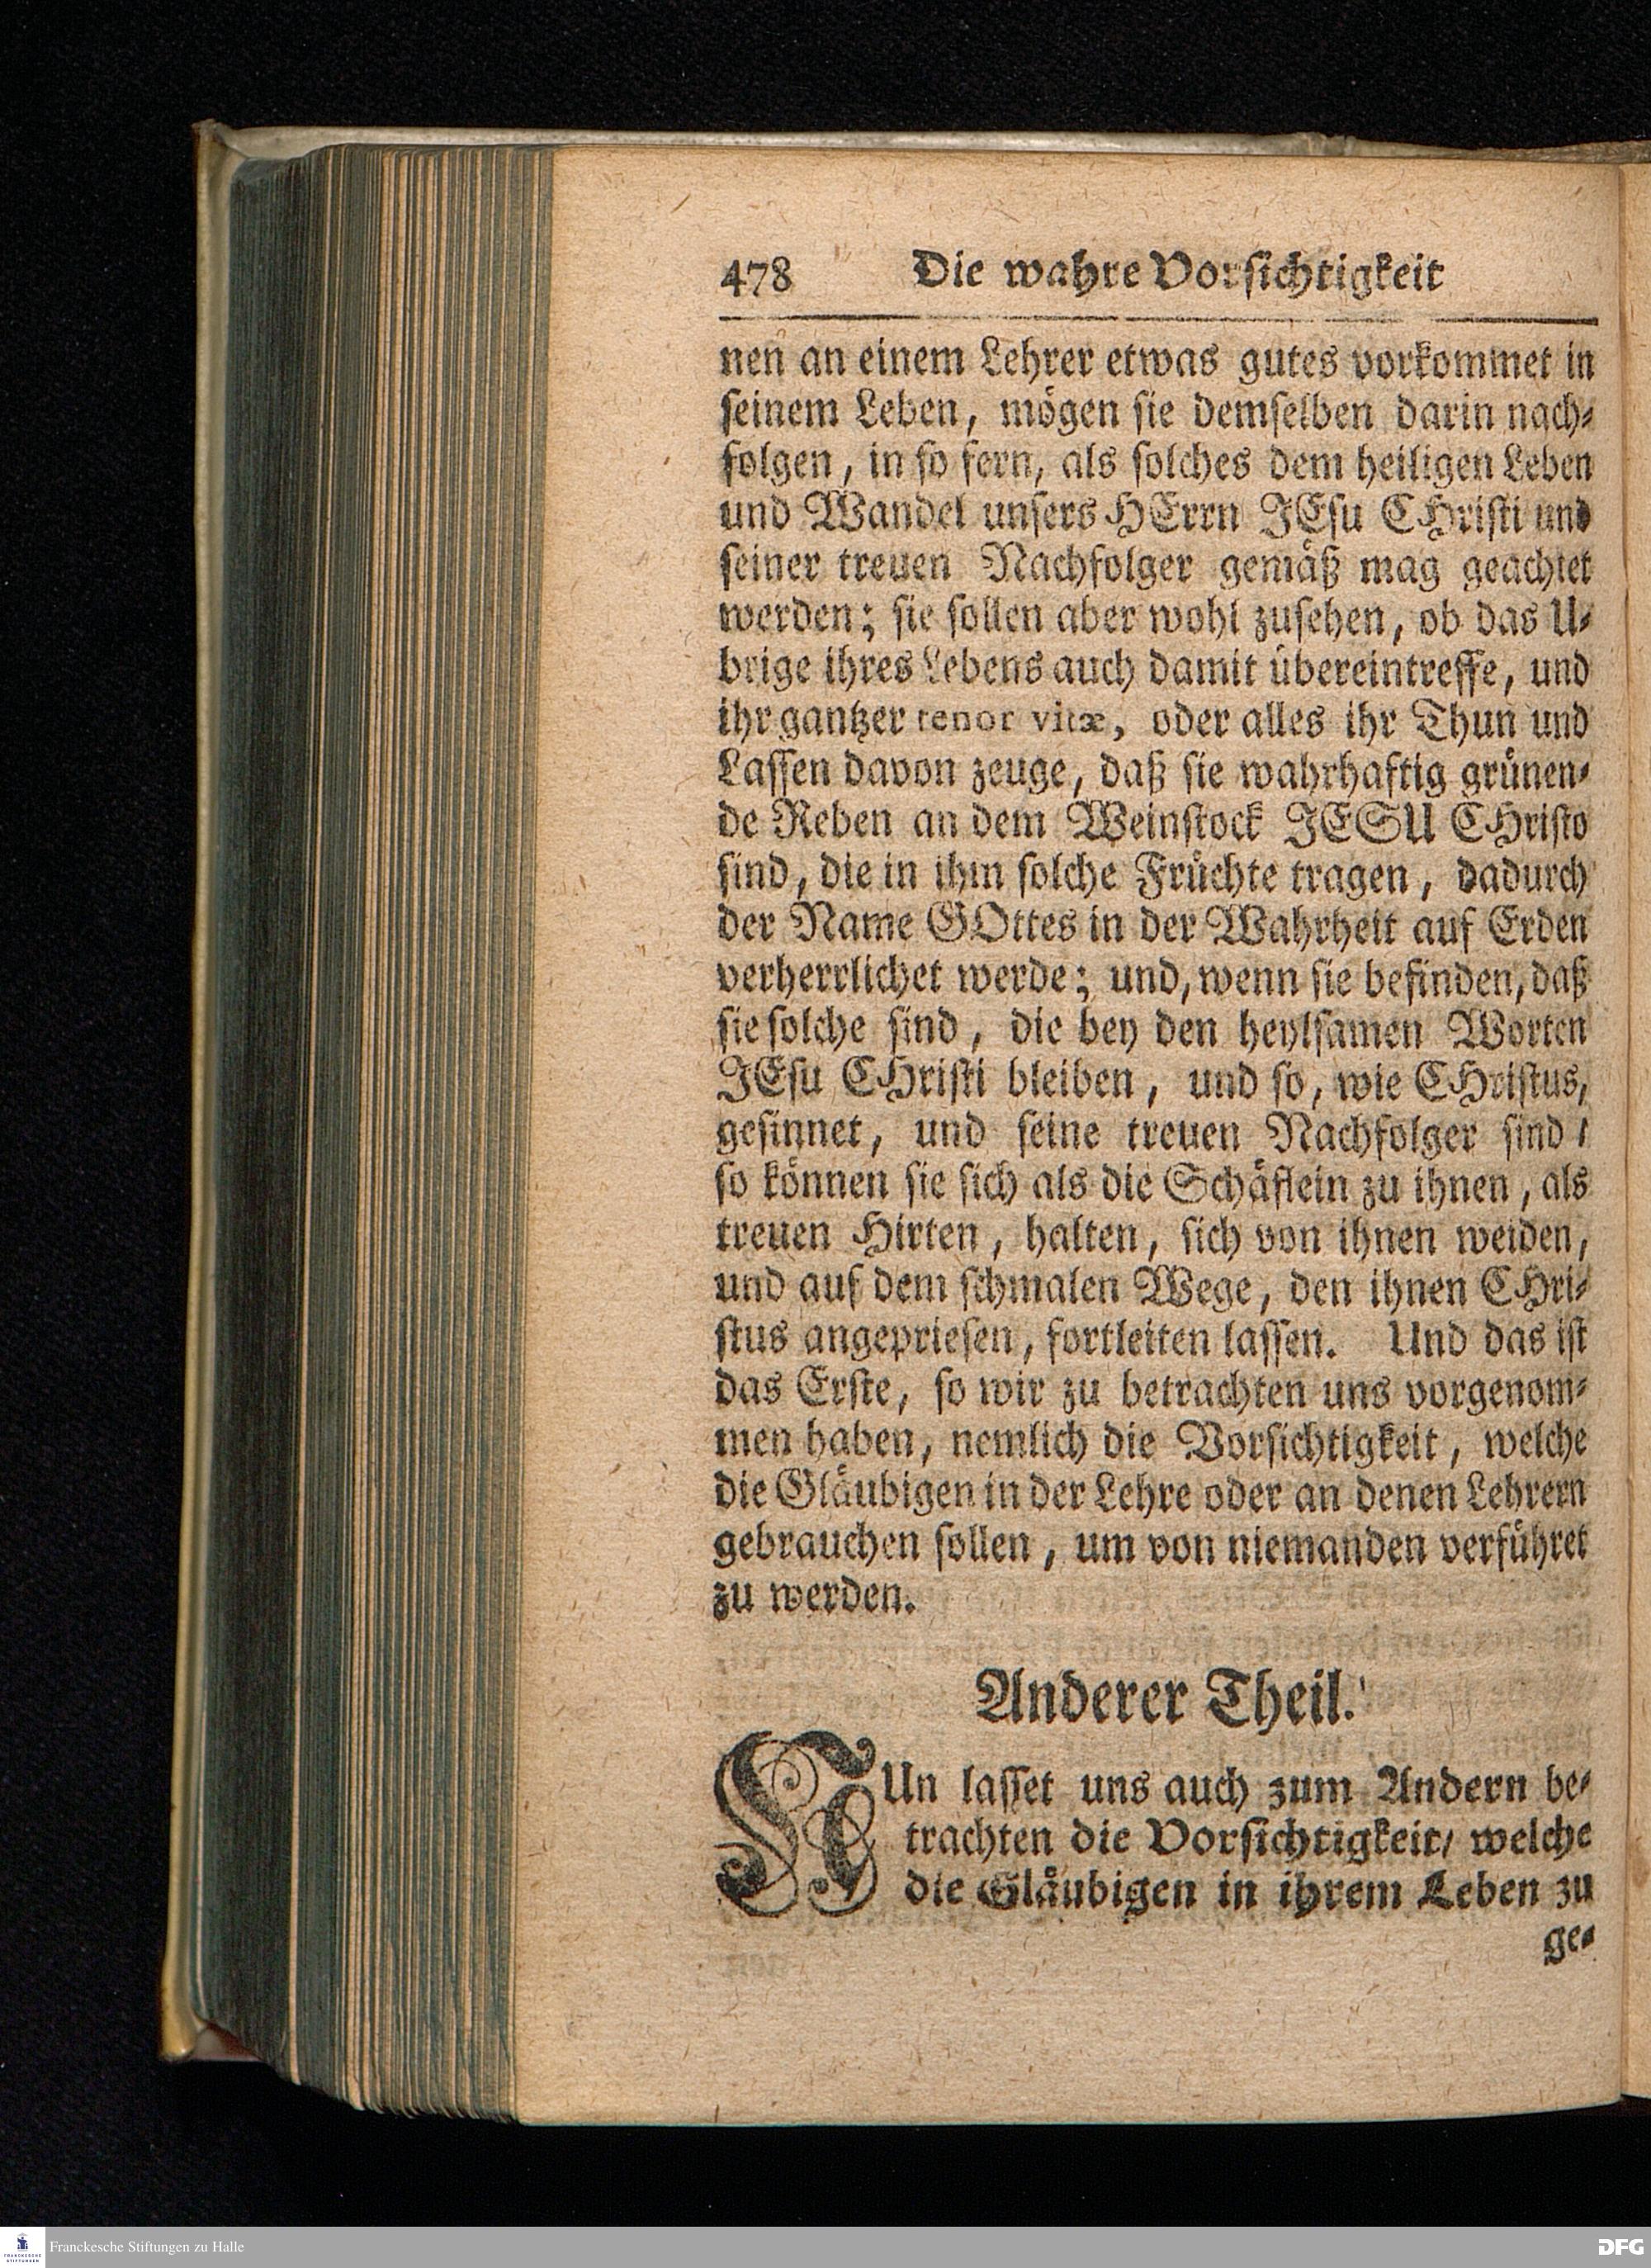 478 Die wahre Vorsichtigkeit
nen an einem Lehrer etwas gutes vorkommet in
seinem Leben, mögen sie demselben darin nach-
folgen, in so fern, als solches dem heiligen Leben
und Wandel unsers HErrn JEsu CHristi und
seiner treuen Nachfolger gemäß mag geachtet
werden; sie sollen aber wohl zusehen, ob das U-
brige ihres Lebens auch damit übereintreffe, und
ihr gantzer tenor vitæ, oder alles ihr Thun und
Lassen davon zeuge, daß sie wahrhaftig grünen-
de Reben an dem Weinstock JESU CHristo
sind, die in ihm solche Früchte tragen, dadurch
der Name GOttes in der Wahrheit auf Erden
verherrlichet werde; und, wenn sie befinden, daß
sie solche sind, die bey den heylsamen Worten
JEsu CHristi bleiben, und so, wie CHristus,
gesinnet, und seine treuen Nachfolger sind /
so können sie sich als die Schäflein zu ihnen, als
treuen Hirten, halten, sich von ihnen weiden,
und auf dem schmalen Wege, den ihnen CHri-
stus angepriesen, fortleiten lassen. Und das ist
das Erste, so wir zu betrachten uns vorgenom-
men haben, nemlich die Vorsichtigkeit, welche
die Gläubigen in der Lehre oder an denen Lehrern
gebrauchen sollen, um von niemanden verführet
zu werden.
Anderer Theil.
NUn lasset uns auch zum Andern be-
trachten die Vorsichtigkeit/ welche
die Gläubigen in ihrem Leben zu
ge-
FRANCKESCHE STIFTUNGEN
Franckesche Stiftungen zu Halle
DFG